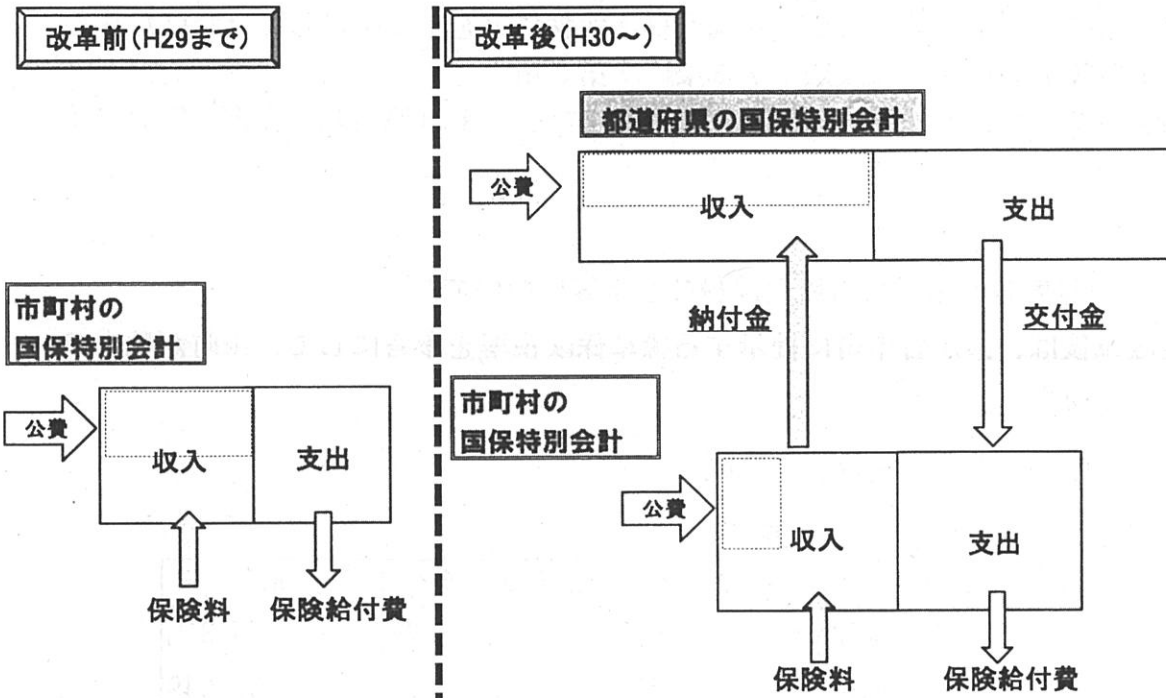 改革前(H29まで)
市町村の
国保特別会計
公費
収入
支出
保険料
保険給付費
改革後(H30～)
都道府県の国保特別会計
公費
収入
支出
納付金
交付金
市町村の
国保特別会計
公費
収入
支出
保険料
保険給付費